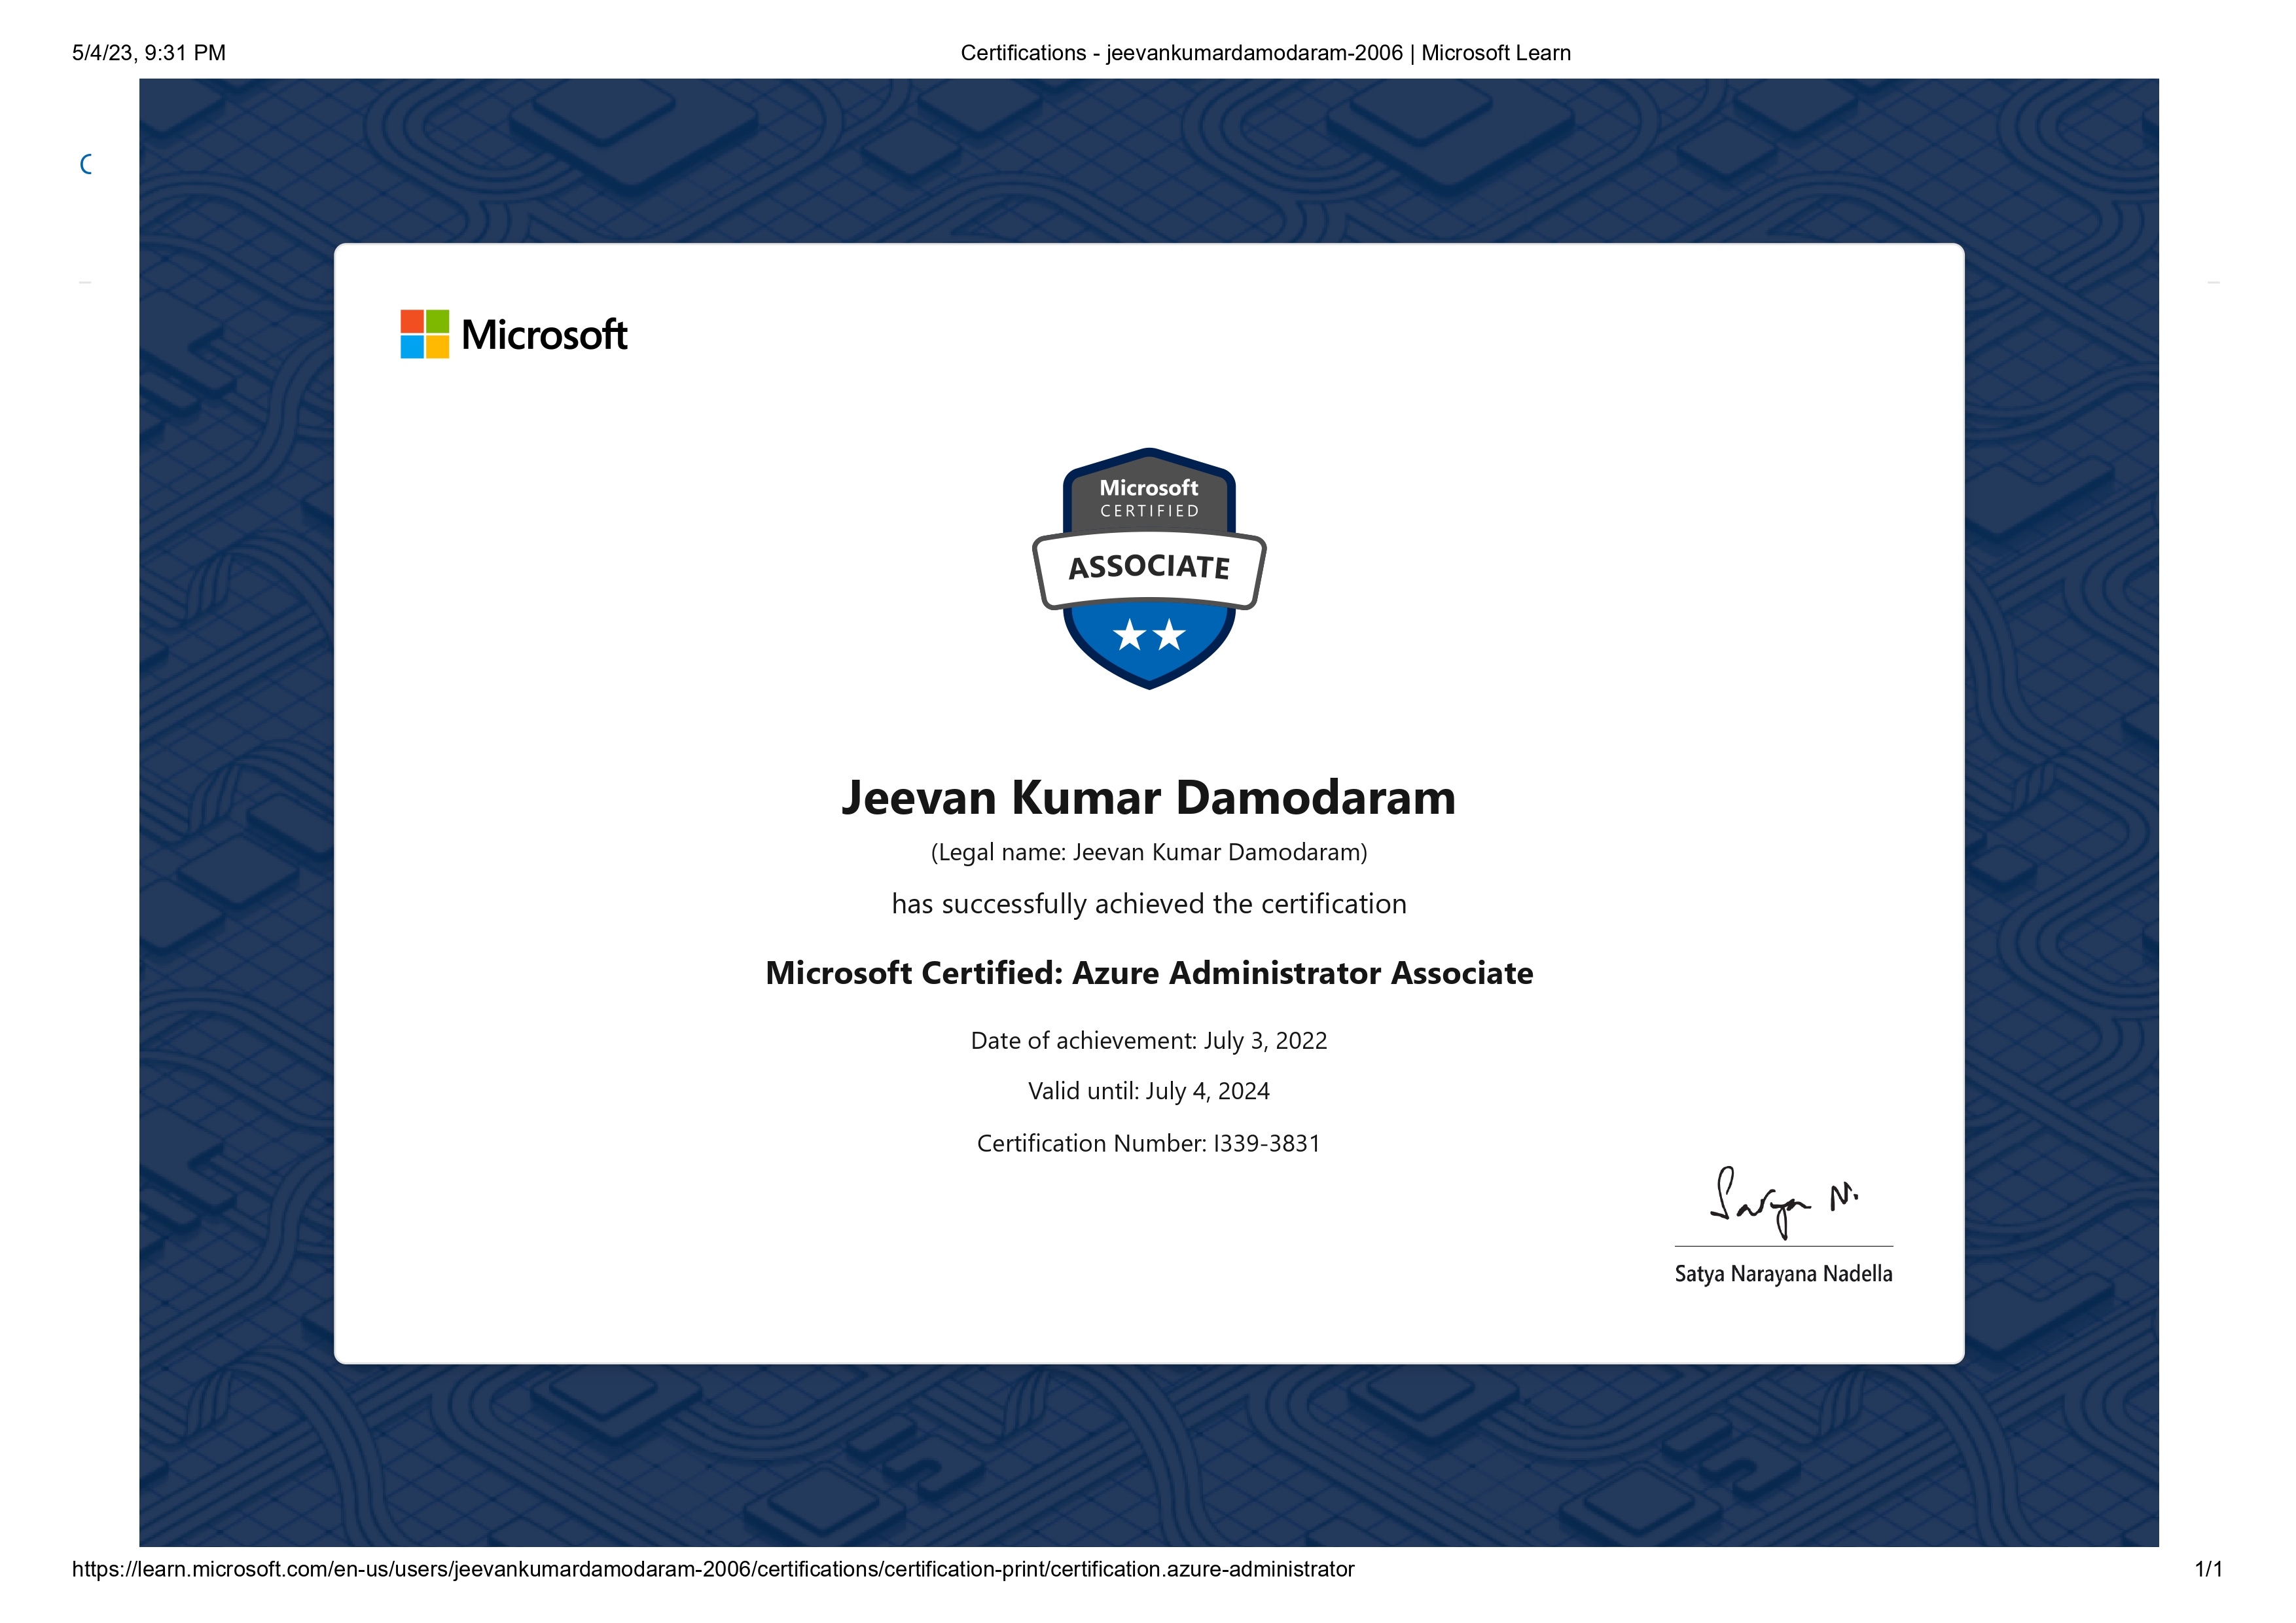 5/4/23, 9:31 PM
Certifications - jeevankumardamodaram-2006 | Microsoft Learn
Microsoft
Microsoft
CERTIFIED
ASSOCIATE
Jeevan Kumar Damodaram
(Legal name: Jeevan Kumar Damodaram)
has successfully achieved the certification
Microsoft Certified: Azure Administrator Associate
Date of achievement: July 3, 2022
Valid until: July 4, 2024
Certification Number: I339-3831
Satya N.
Satya Narayana Nadella
https://learn.microsoft.com/en-us/users/jeevankumardamodaram-2006/certifications/certification-print/certification.azure-administrator
1/1